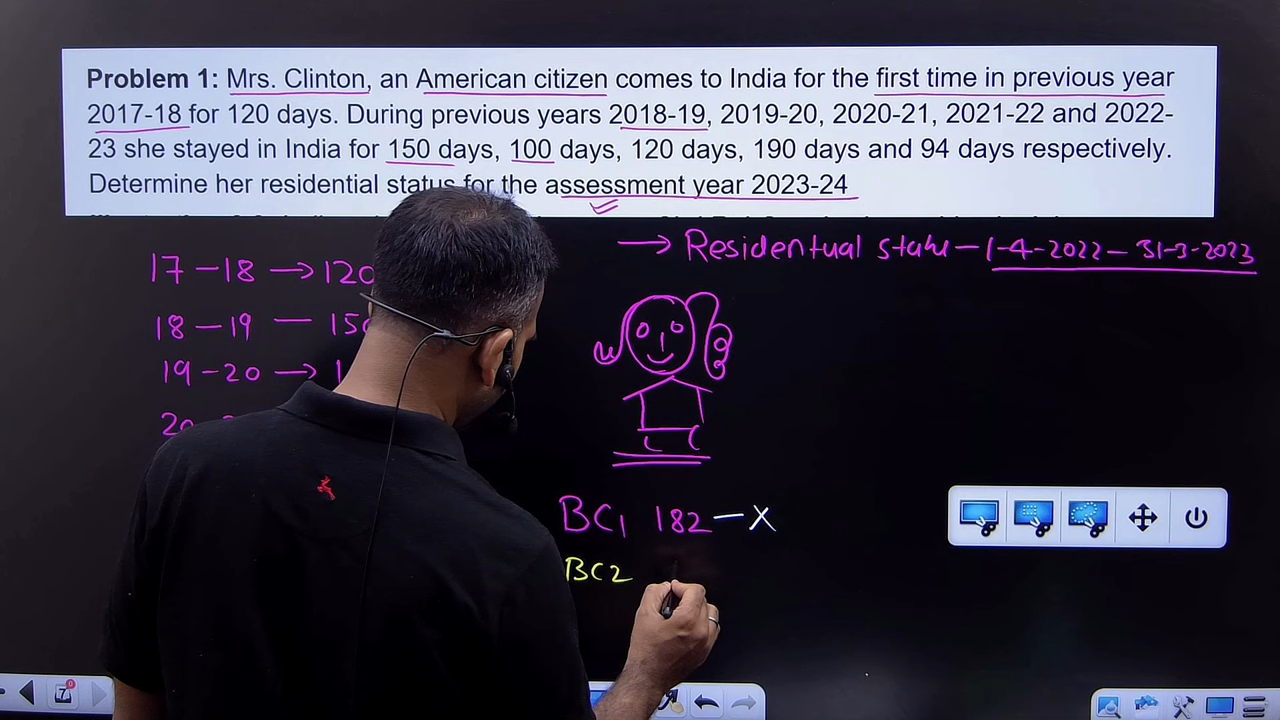 Problem 1: Mrs. Clinton, an American citizen comes to India for the first time in previous year
2017-18 for 120 days. During previous years 2018-19, 2019-20, 2020-21, 2021-22 and 2022-
23 she stayed in India for 150 days, 100 days, 120 days, 190 days and 94 days respectively.
Determine her residential status for the assessment year 2023-24
→ Residentual state – 1-4-2022 – 31-3-2023
17 – 18 → 120
18 – 19 – 150
19 – 20 → 1
20
BC1 182 – X
BC2